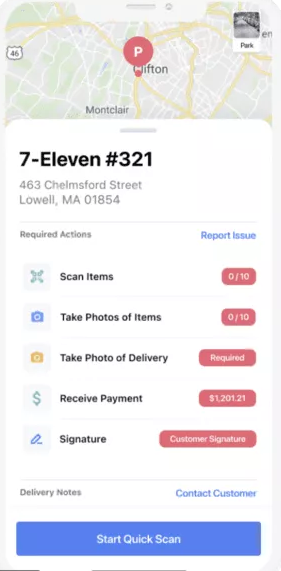 46
P
Clifton
Park
Montclair
7-Eleven #321
463 Chelmsford Street
Lowell, MA 01854
Required Actions
Report Issue
Scan Items
0 / 10
Take Photos of Items
0 / 10
Take Photo of Delivery
Required
Receive Payment
$1,201.21
Signature
Customer Signature
Delivery Notes
Contact Customer
Start Quick Scan